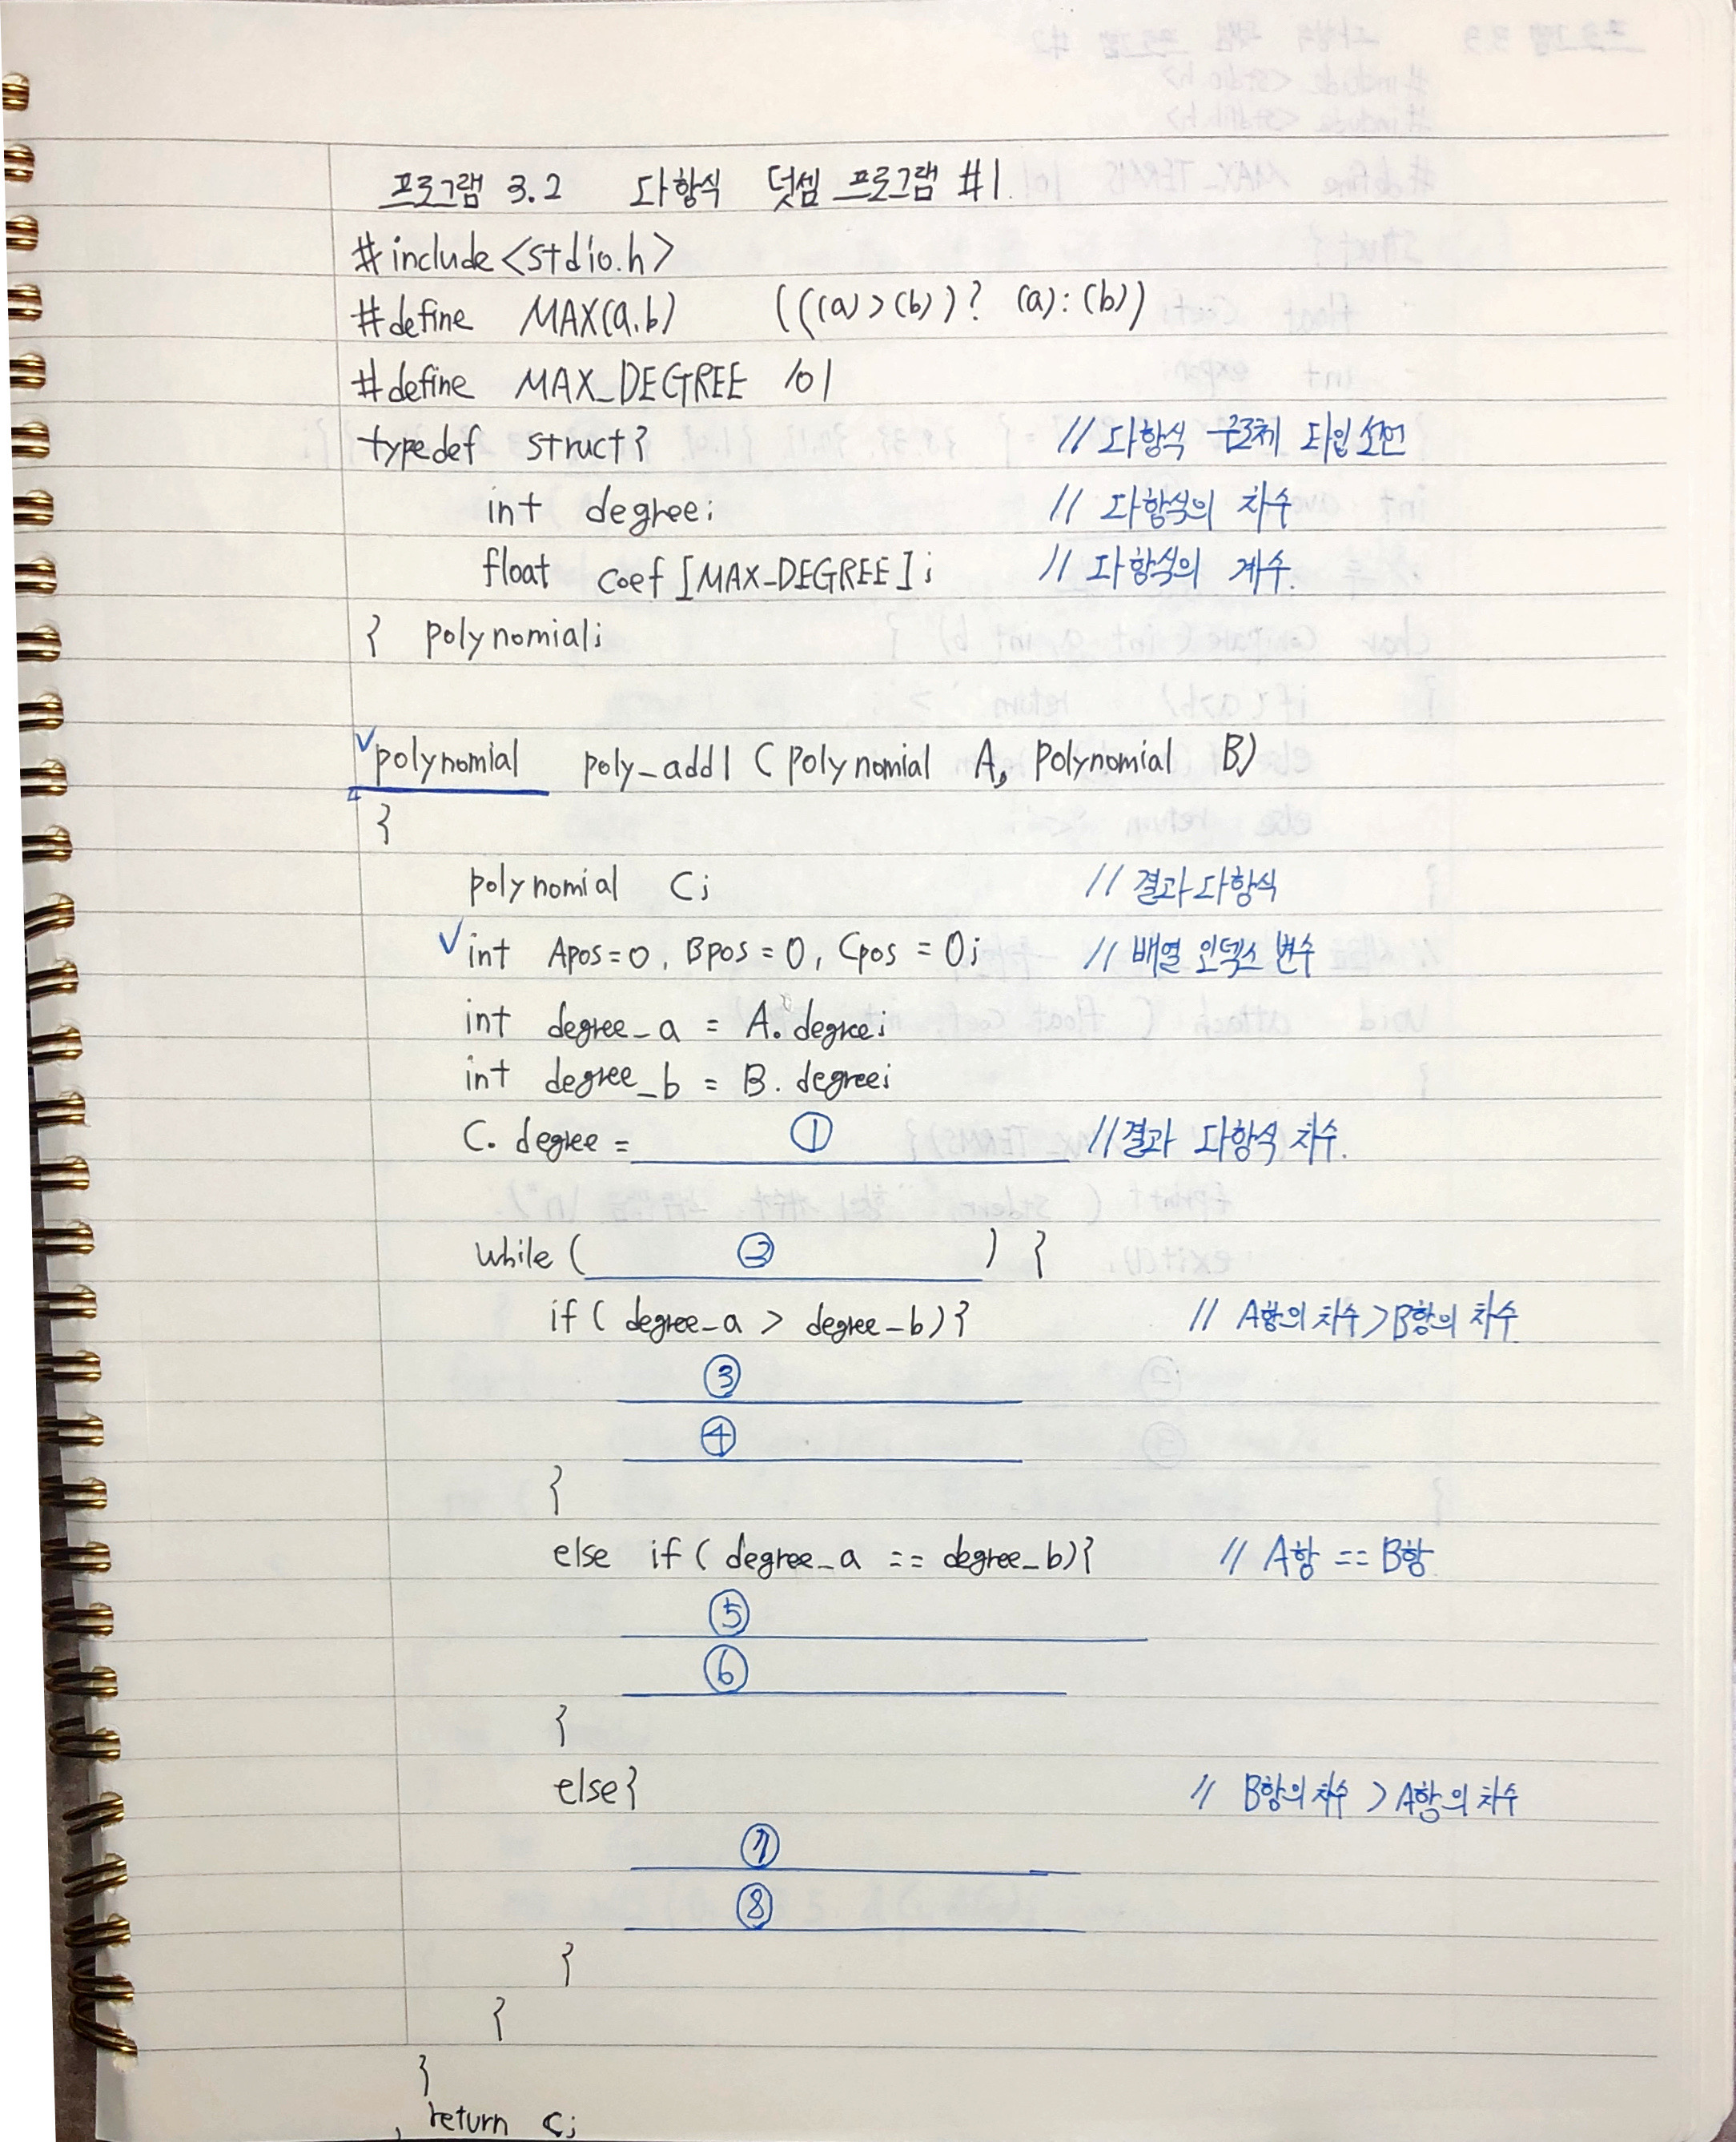 프로그램 3.2 다항식 덧셈 프로그램 #1.
#include<stdio.h>
#define MAX(a,b) (((a)>(b))? (a):(b))
#define MAX_DEGREE 101
typedef struct{ // 다항식 구조체 타입 선언
int degree; // 다항식의 차수
float coef[MAX_DEGREE]; // 다항식의 계수.
} polynomial;
✓polynomial poly_add1 (polynomial A, polynomial B)
{
polynomial C; // 결과 다항식
✓int Apos=0, Bpos=0, Cpos=0; // 배열 인덱스 변수
int degree_a = A.degree;
int degree_b = B.degree;
C.degree = ① // 결과 다항식 차수.
while( ② ) {
if( degree_a > degree_b){ // A항의 차수 > B항의 차수
③
④
}
else if( degree_a == degree_b){ // A항 == B항
⑤
⑥
}
else{ // B항의 차수 > A항의 차수
⑦
⑧
}
}
}
return C;